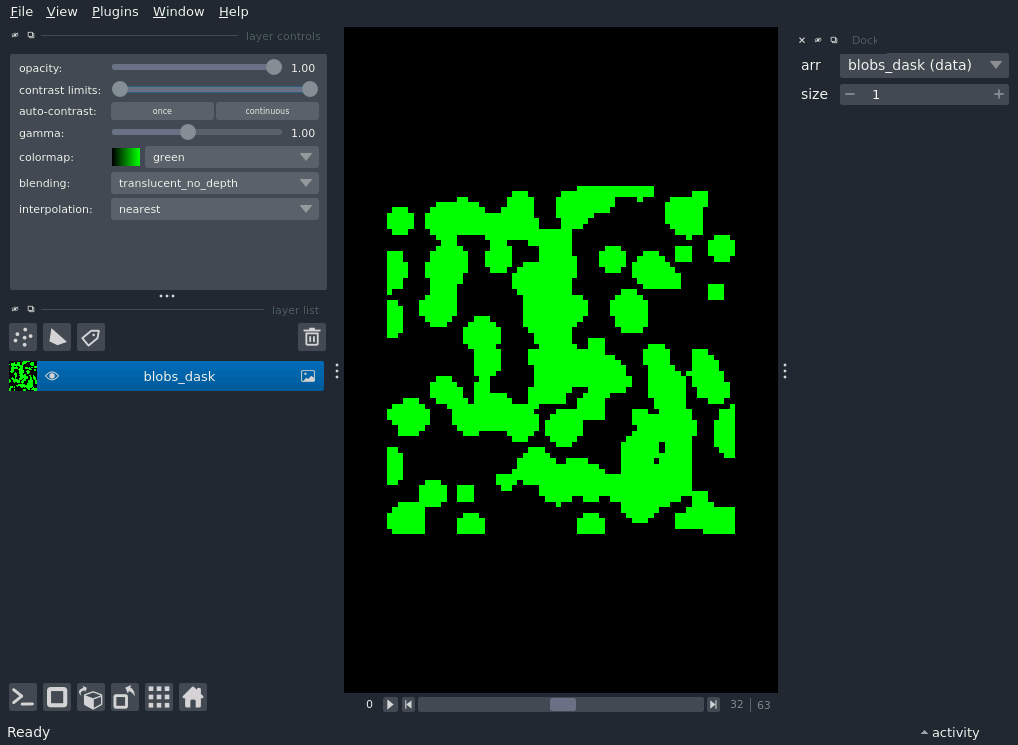 File View Plugins Window Help
layer controls
opacity: 1.00
contrast limits:
auto-contrast: once continuous
gamma: 1.00
colormap: green
blending: translucent_no_depth
interpolation: nearest
layer list
blobs_dask
Dock
arr blobs_dask (data)
size 1
0 32 63
Ready
activity